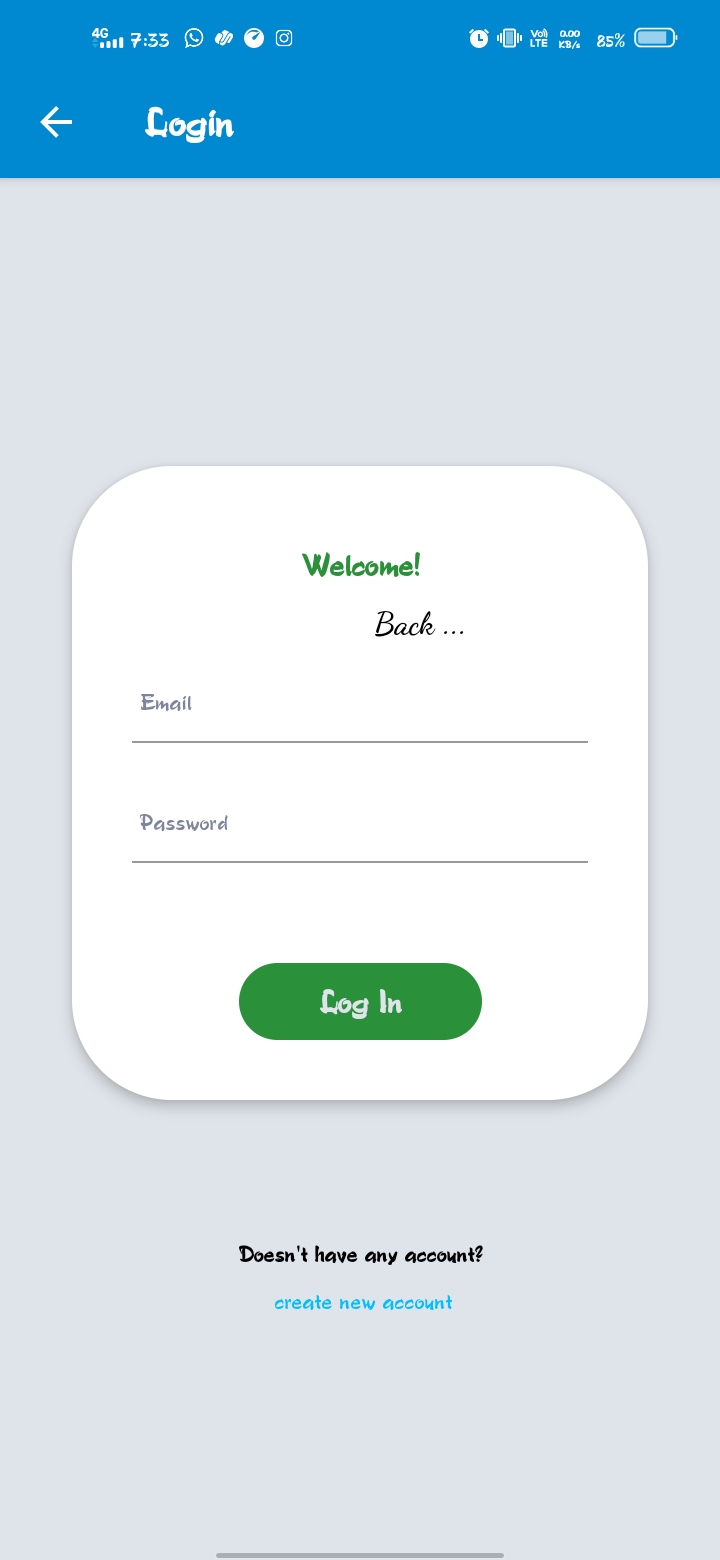 4G 7:33 Vo) LTE 0.00 KB/s 85%
Login
Welcome!
Back ...
Email
Password
Log In
Doesn't have any account?
create new account